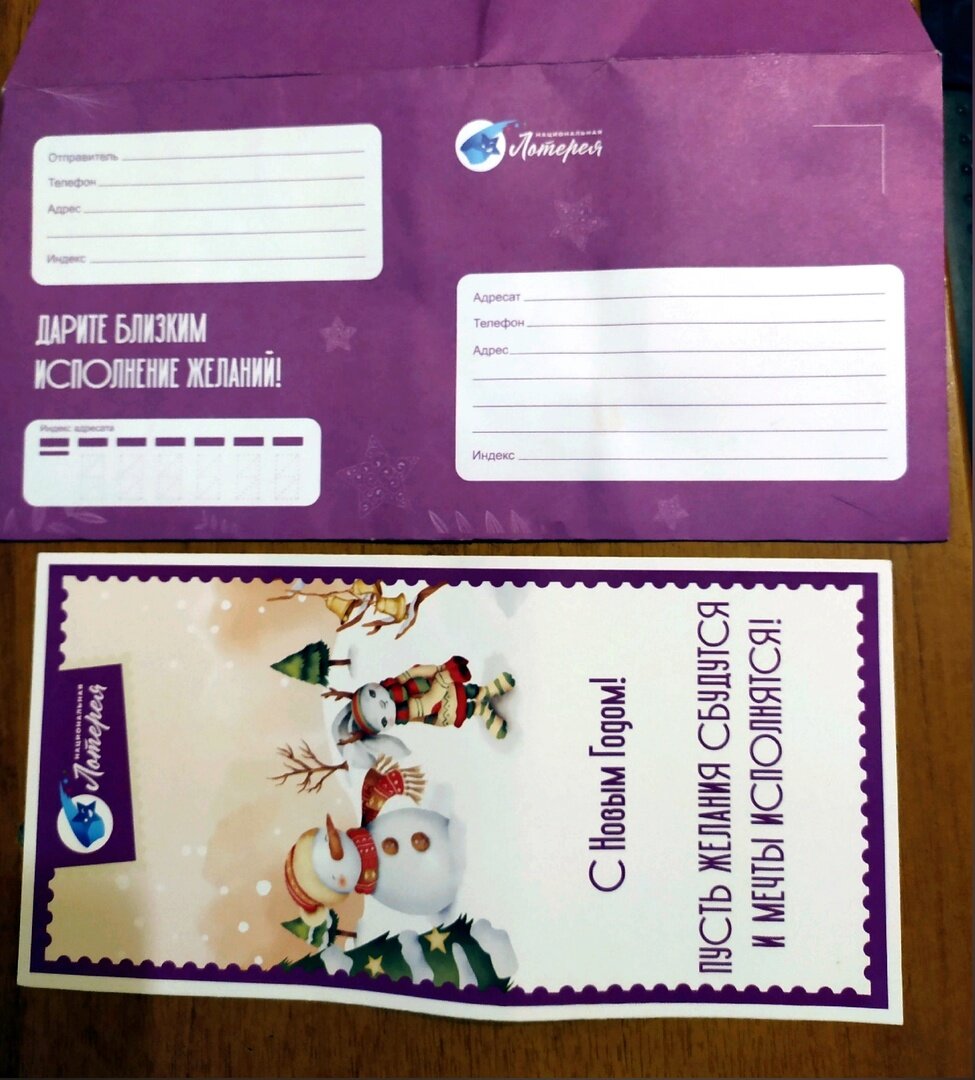 Отправитель
Телефон
Адрес
Индекс
НАЦИОНАЛЬНАЯ
Лотерея
ДАРИТЕ БЛИЗКИМ
ИСПОЛНЕНИЕ ЖЕЛАНИЙ!
Индекс адресата
Адресат
Телефон
Адрес
Индекс
НАЦИОНАЛЬНАЯ
Лотерея
С Новым Годом!
ПУСТЬ ЖЕЛАНИЯ СБУДУТСЯ
И МЕЧТЫ ИСПОЛНЯТСЯ!